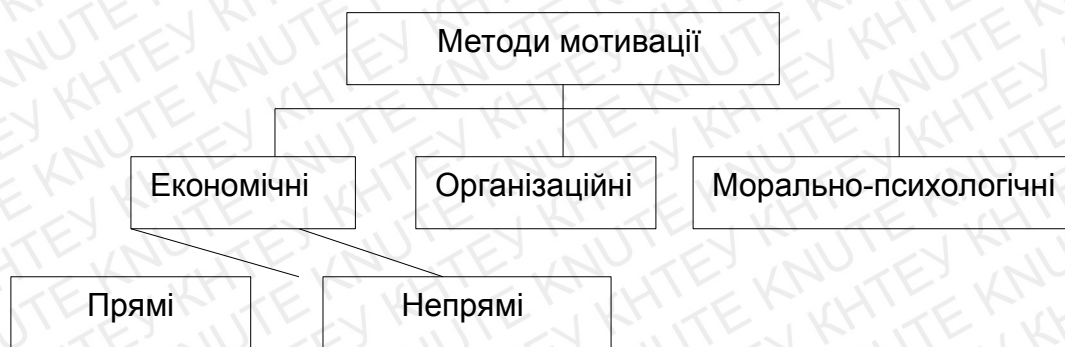 Методи мотивації
Економічні
Організаційні
Морально-психологічні
Прямі
Непрямі